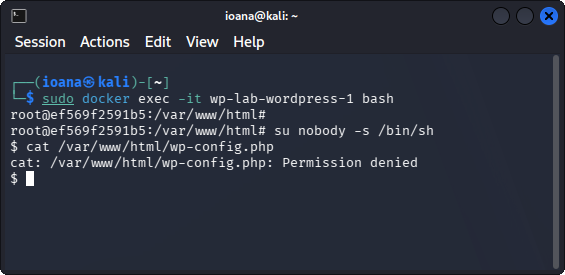 ioana@kali: ~
Session Actions Edit View Help
┌──(ioana㉿kali)-[~]
└─$ sudo docker exec -it wp-lab-wordpress-1 bash
root@ef569f2591b5:/var/www/html#
root@ef569f2591b5:/var/www/html# su nobody -s /bin/sh
$ cat /var/www/html/wp-config.php
cat: /var/www/html/wp-config.php: Permission denied
$